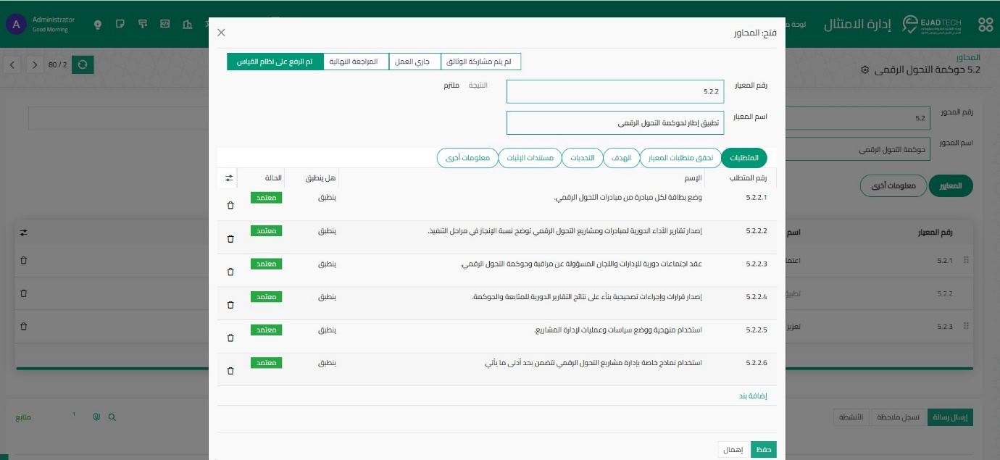 Administrator
Good Morning
A
لوحة م
إدارة الامتثال
EJADTECH
المحاور
5.2 حوكمة التحول الرقمي
80 / 2
فتح: المحاور
لم يتم مشاركة الوثائق
جاري العمل
المراجعة النهائية
تم الرفع على نظام القياس
رقم المعيار
5.2.2
النتيجة
ملتزم
اسم المعيار
تطبيق إطار لحوكمة التحول الرقمي
رقم المحور
5.2
اسم المحور
حوكمة التحول الرقمي
المعايير
معلومات أخرى
المتطلبات
تحقق متطلبات المعيار
الهدف
التحديات
مستندات الإثبات
معلومات أخرى
رقم المتطلب الإسم هل ينطبق الحالة
5.2.2.1 وضع بطاقة لكل مبادرة من مبادرات التحول الرقمي. ينطبق معتمد
5.2.2.2 إصدار تقارير الأداء الدورية لمبادرات ومشاريع التحول الرقمي توضح نسبة الإنجاز في مراحل التنفيذ. ينطبق معتمد
5.2.2.3 عقد اجتماعات دورية للإدارات واللجان المسؤولة عن مراقبة وحوكمة التحول الرقمي. ينطبق معتمد
5.2.2.4 إصدار قرارات وإجراءات تصحيحية بناً على نتائج التقارير الدورية للمتابعة والحوكمة. ينطبق معتمد
5.2.2.5 استخدام منهجية ووضع سياسات وعمليات لإدارة المشاريع. ينطبق معتمد
5.2.2.6 استخدام نماذج خاصة بإدارة مشاريع التحول الرقمي تتضمن بحد أدنى ما يأتي ينطبق معتمد
إضافة بند
حفظ
إهمال
رقم المعيار اسم
5.2.1 اعتما
5.2.2 تطبيق
5.2.3 تعزيز
إرسال رسالة
تسجل ملاحظة
الأنشطة
1
متابع